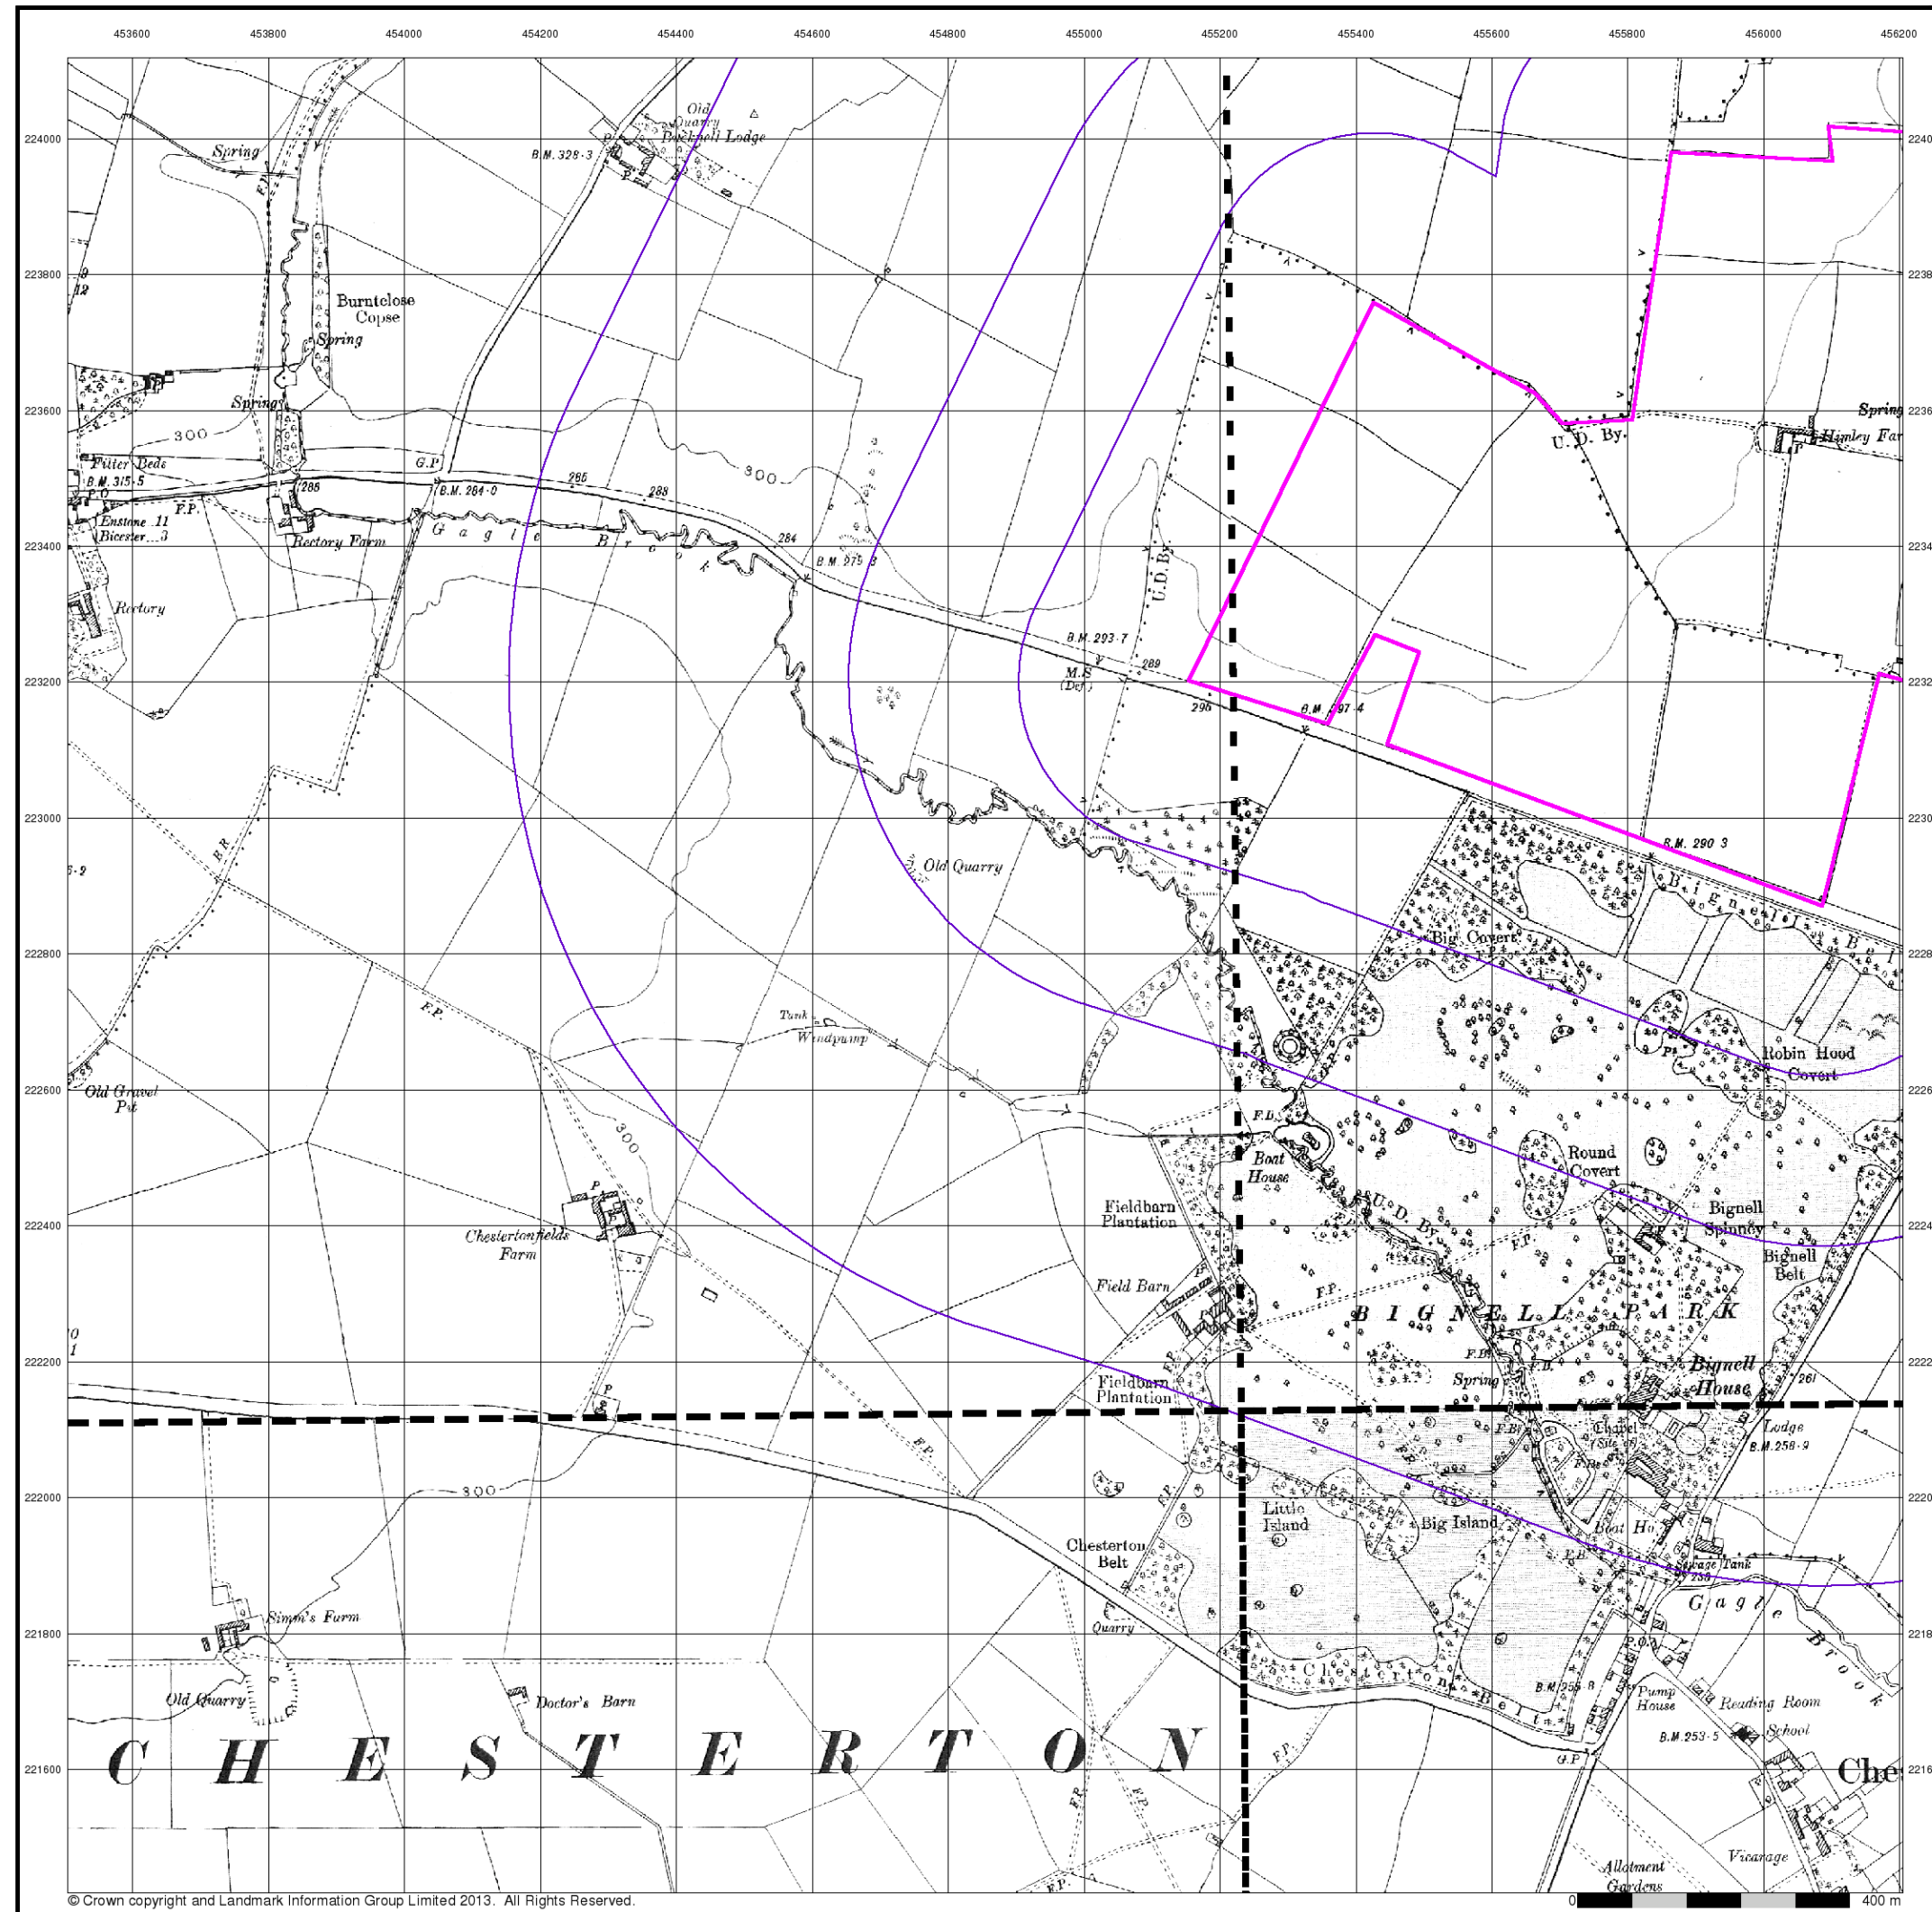 453600 453800 454000 454200 454400 454600 454800 455000 455200 455400 455600 455800 456000 456200
224000
223800
223600
223400
223200
223000
222800
222600
222400
222200
222000
221800
221600
Old
Quarry
Bucknell Lodge
B.M. 328·3
P
P
Spring
F.P.
Burntclose
Copse
Spring
Spring
300
Filter Beds
B.M. 315·5
P.O
F.P.
286
Enstone 11
Bicester 3
Rectory Farm
Rectory
G.P
B.M. 284·0
285
288
284
B.M. 279·3
300
Gagle Brook
U.D.By.
B.M. 293·7
M.S
(Def.)
289
296
B.M. 297·4
U. D. By.
Spring
Himley Far
P
B.M. 290 3
B.R.
Old Quarry
F.P.
Tank
Windpump
Old Gravel
Pit
300
P
Chestertonfields
Farm
P
Bignell Bel
Big Covert
Robin Hood
Covert
P
F.B.
Boat
House
Round
Covert
U. D. By.
F.P.
Bignell
Spinney
P
Bignell
Belt
Fieldbarn
Plantation
Field Barn
P
P
F.P.
BIGNELL PARK
F.P.
F.B.
F.B.
Spring
Bignell
House
261
Fieldbarn
Plantation
F.P.
F.P.
F.B.
Chapel
(Site of)
F.B.
Lodge
B.M. 258·9
300
F.P.
Little
Island
Big Island
Boat Ho.
Chesterton
Belt
F.B.
Sewage Tank
Gagle Brook
Quarry
Simm's Farm
Old Quarry
Doctor's Barn
Chesterton Belt
P.O.
B.M. 255·8
Pump
House
Reading Room
School
B.M. 253·5
G.P
CHESTERTON
F.P.
F.P.
F.P.
F.P.
Ches
Vicarage
Allotment
Gardens
© Crown copyright and Landmark Information Group Limited 2013. All Rights Reserved.
0 400 m